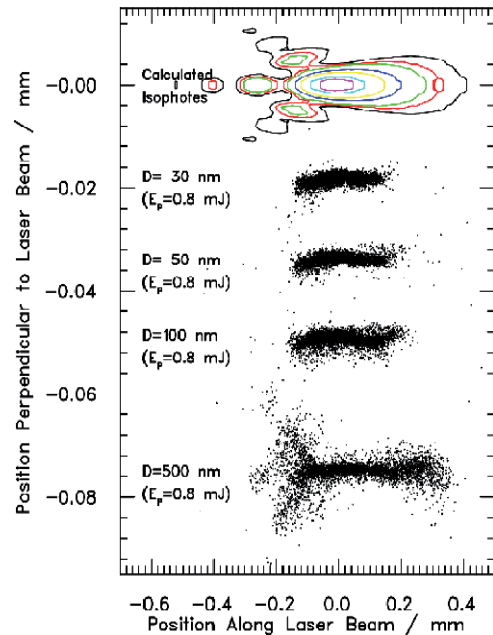 Position Perpendicular to Laser Beam / mm
-0.00
-0.02
-0.04
-0.06
-0.08
Calculated
Isophotes
D= 30 nm
(Ep=0.8 mJ)
D= 50 nm
(Ep=0.8 mJ)
D=100 nm
(Ep=0.8 mJ)
D=500 nm
(Ep=0.8 mJ)
-0.6 -0.4 -0.2 0.0 0.2 0.4
Position Along Laser Beam / mm